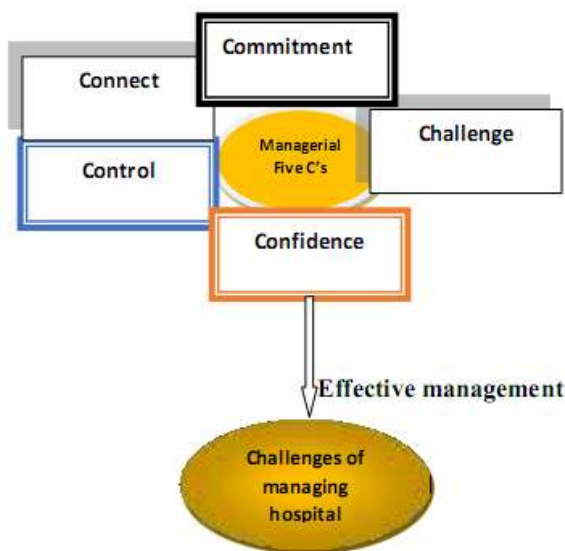 Commitment
Connect
Managerial
Five C's
Challenge
Control
Confidence
Effective management
Challenges of
managing
hospital